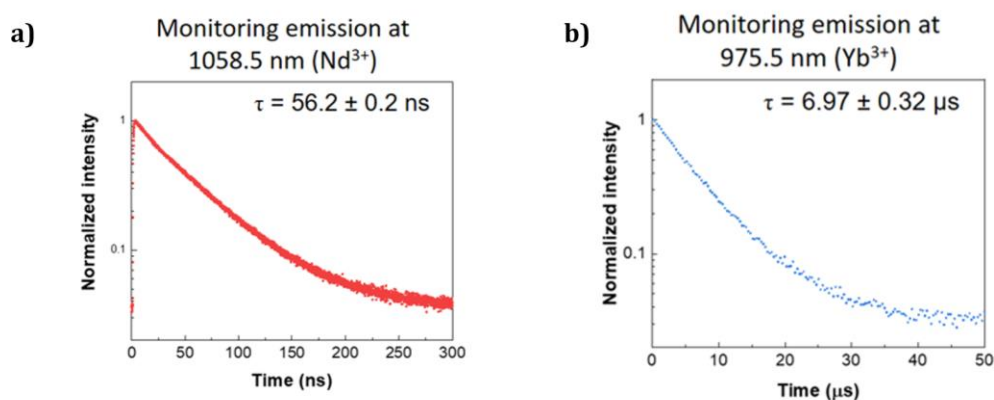 a)
Monitoring emission at
1058.5 nm (Nd³⁺)
τ = 56.2 ± 0.2 ns
1
0.1
Normalized intensity
0 50 100 150 200 250 300
Time (ns)
b)
Monitoring emission at
975.5 nm (Yb³⁺)
τ = 6.97 ± 0.32 μs
1
0.1
Normalized intensity
0 10 20 30 40 50
Time (μs)